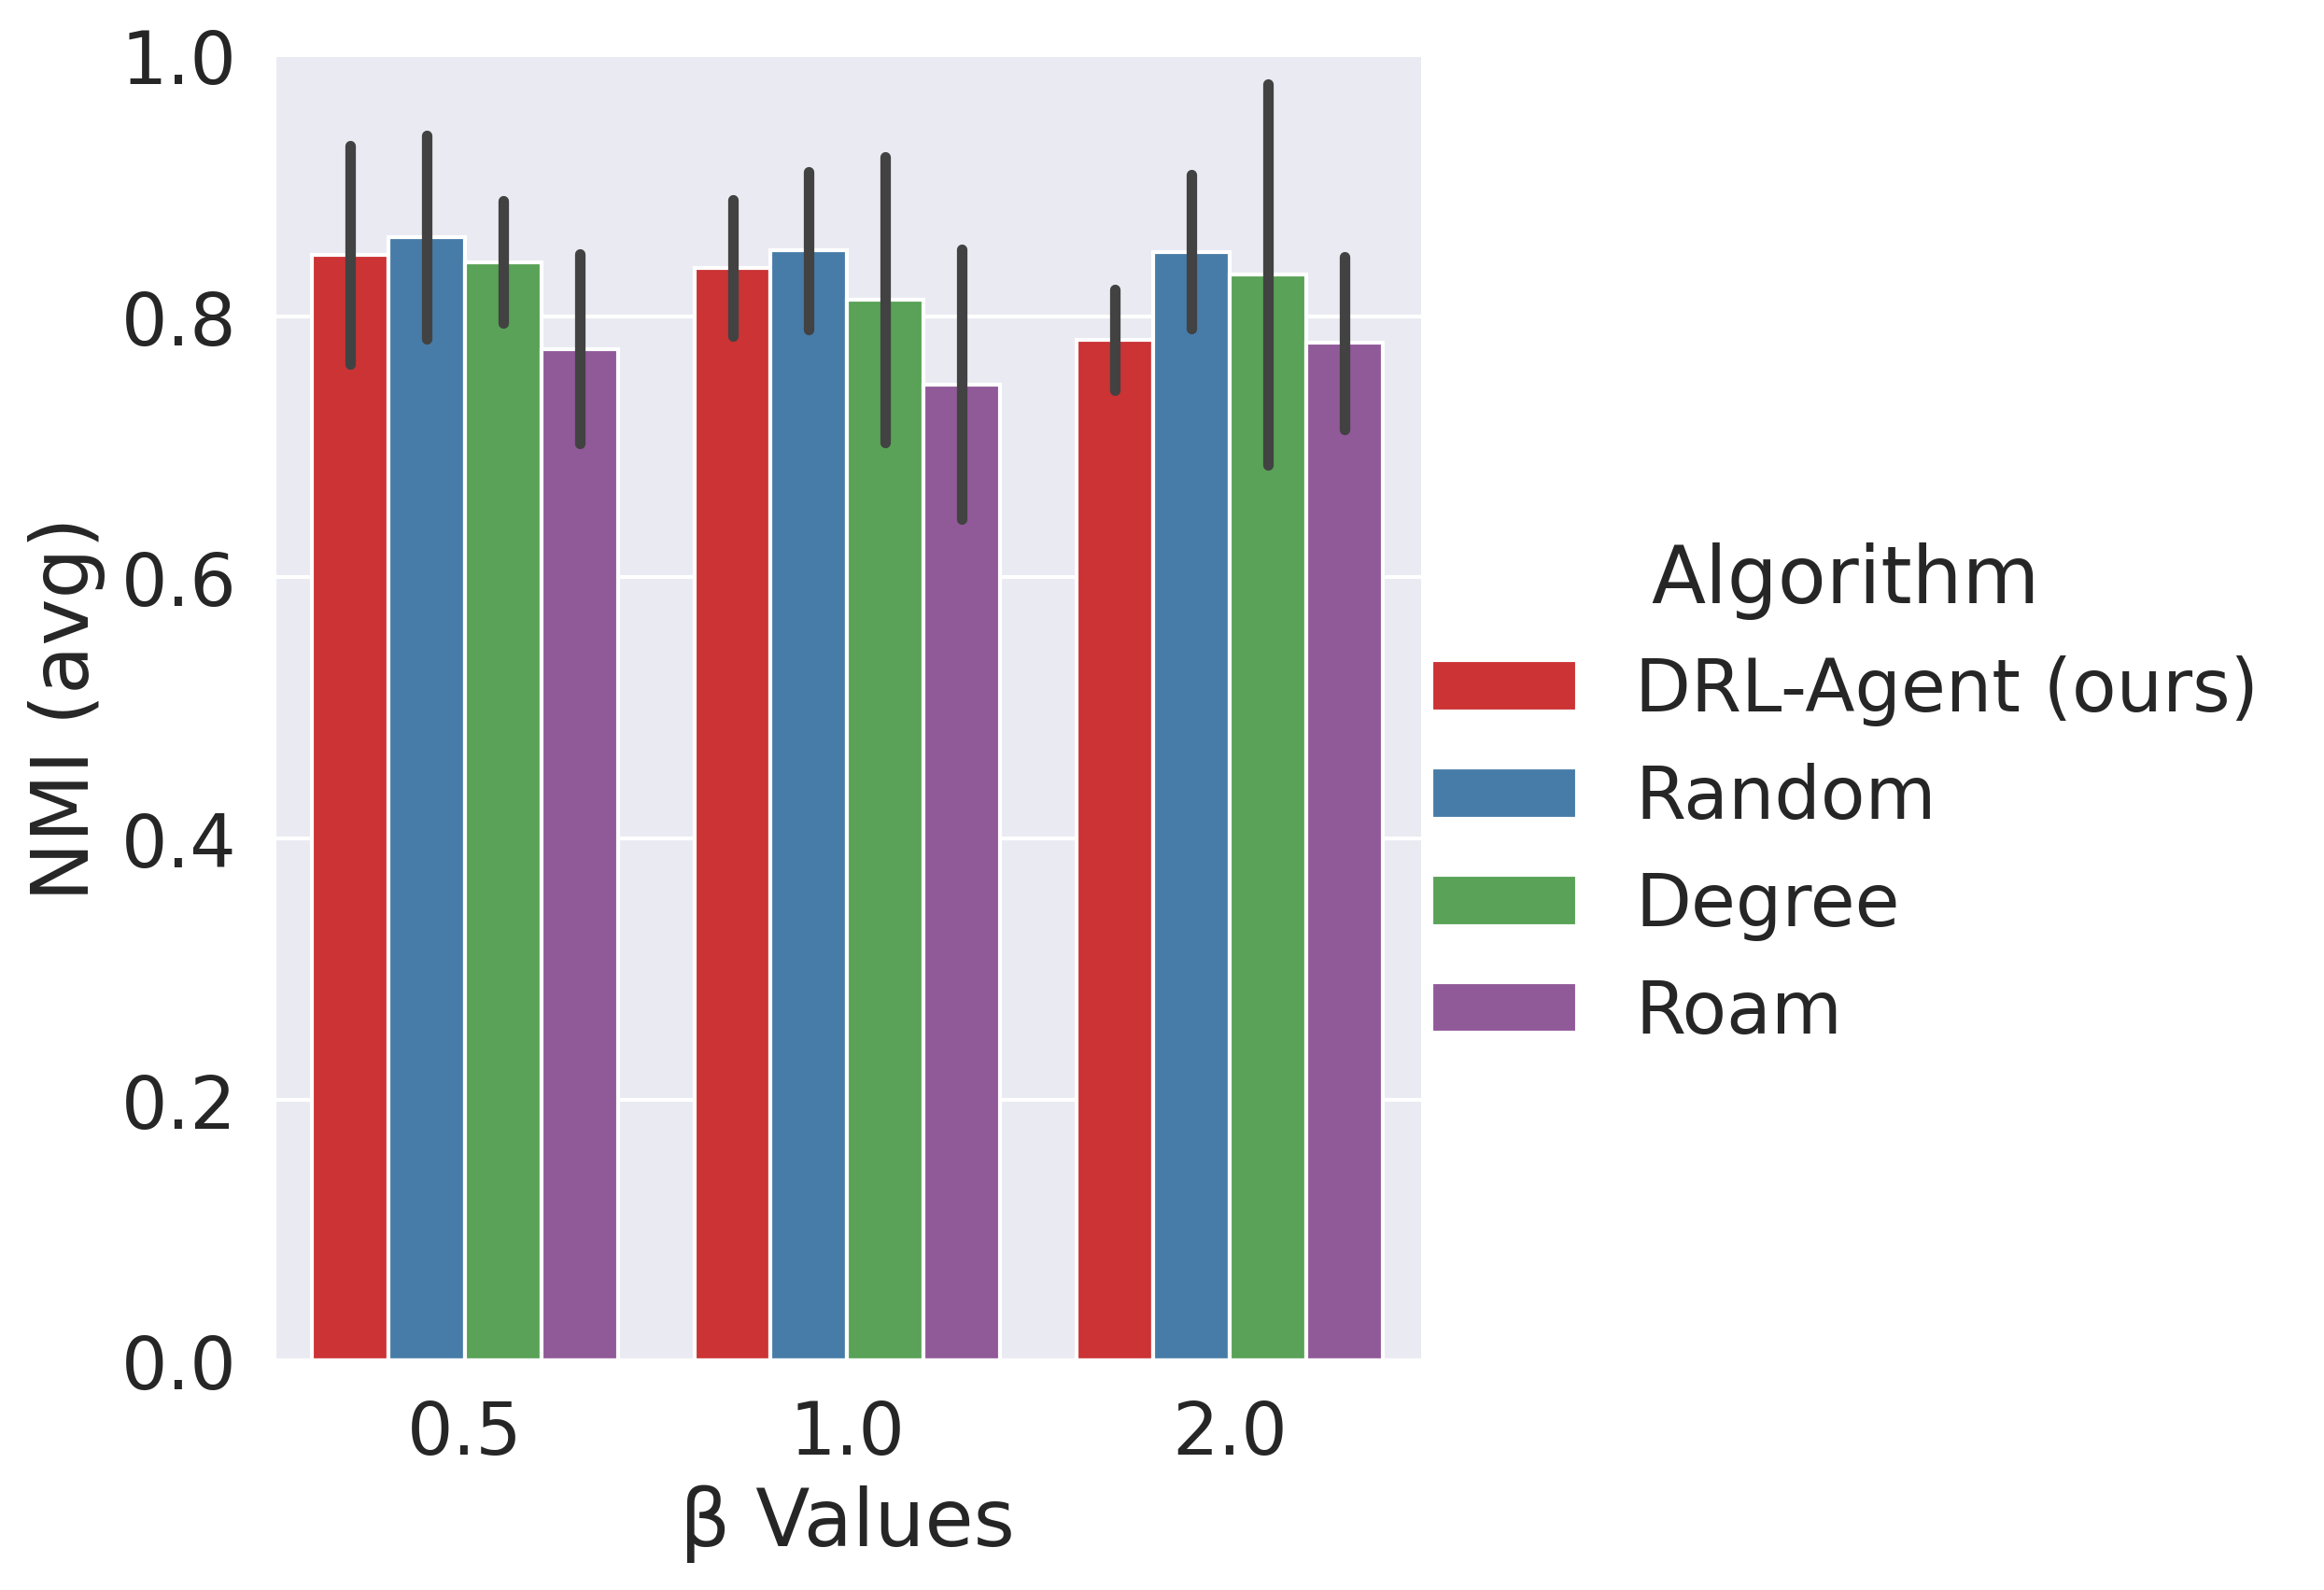 1.0
0.8
0.6
0.4
0.2
0.0
NMI (avg)
0.5 1.0 2.0
β Values
Algorithm
DRL-Agent (ours)
Random
Degree
Roam